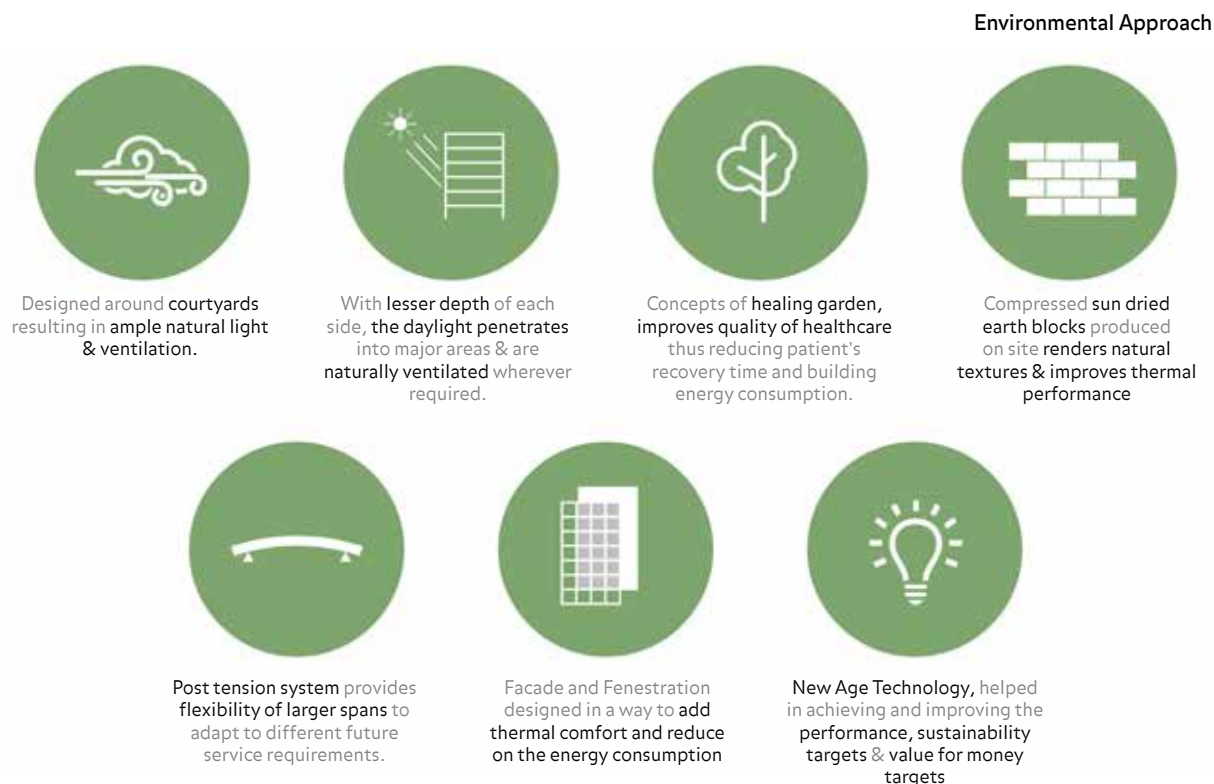 Environmental Approach
Designed around courtyards
resulting in ample natural light
& ventilation.
With lesser depth of each
side, the daylight penetrates
into major areas & are
naturally ventilated wherever
required.
Concepts of healing garden,
improves quality of healthcare
thus reducing patient's
recovery time and building
energy consumption.
Compressed sun dried
earth blocks produced
on site renders natural
textures & improves thermal
performance
Post tension system provides
flexibility of larger spans to
adapt to different future
service requirements.
Facade and Fenestration
designed in a way to add
thermal comfort and reduce
on the energy consumption
New Age Technology, helped
in achieving and improving the
performance, sustainability
targets & value for money
targets